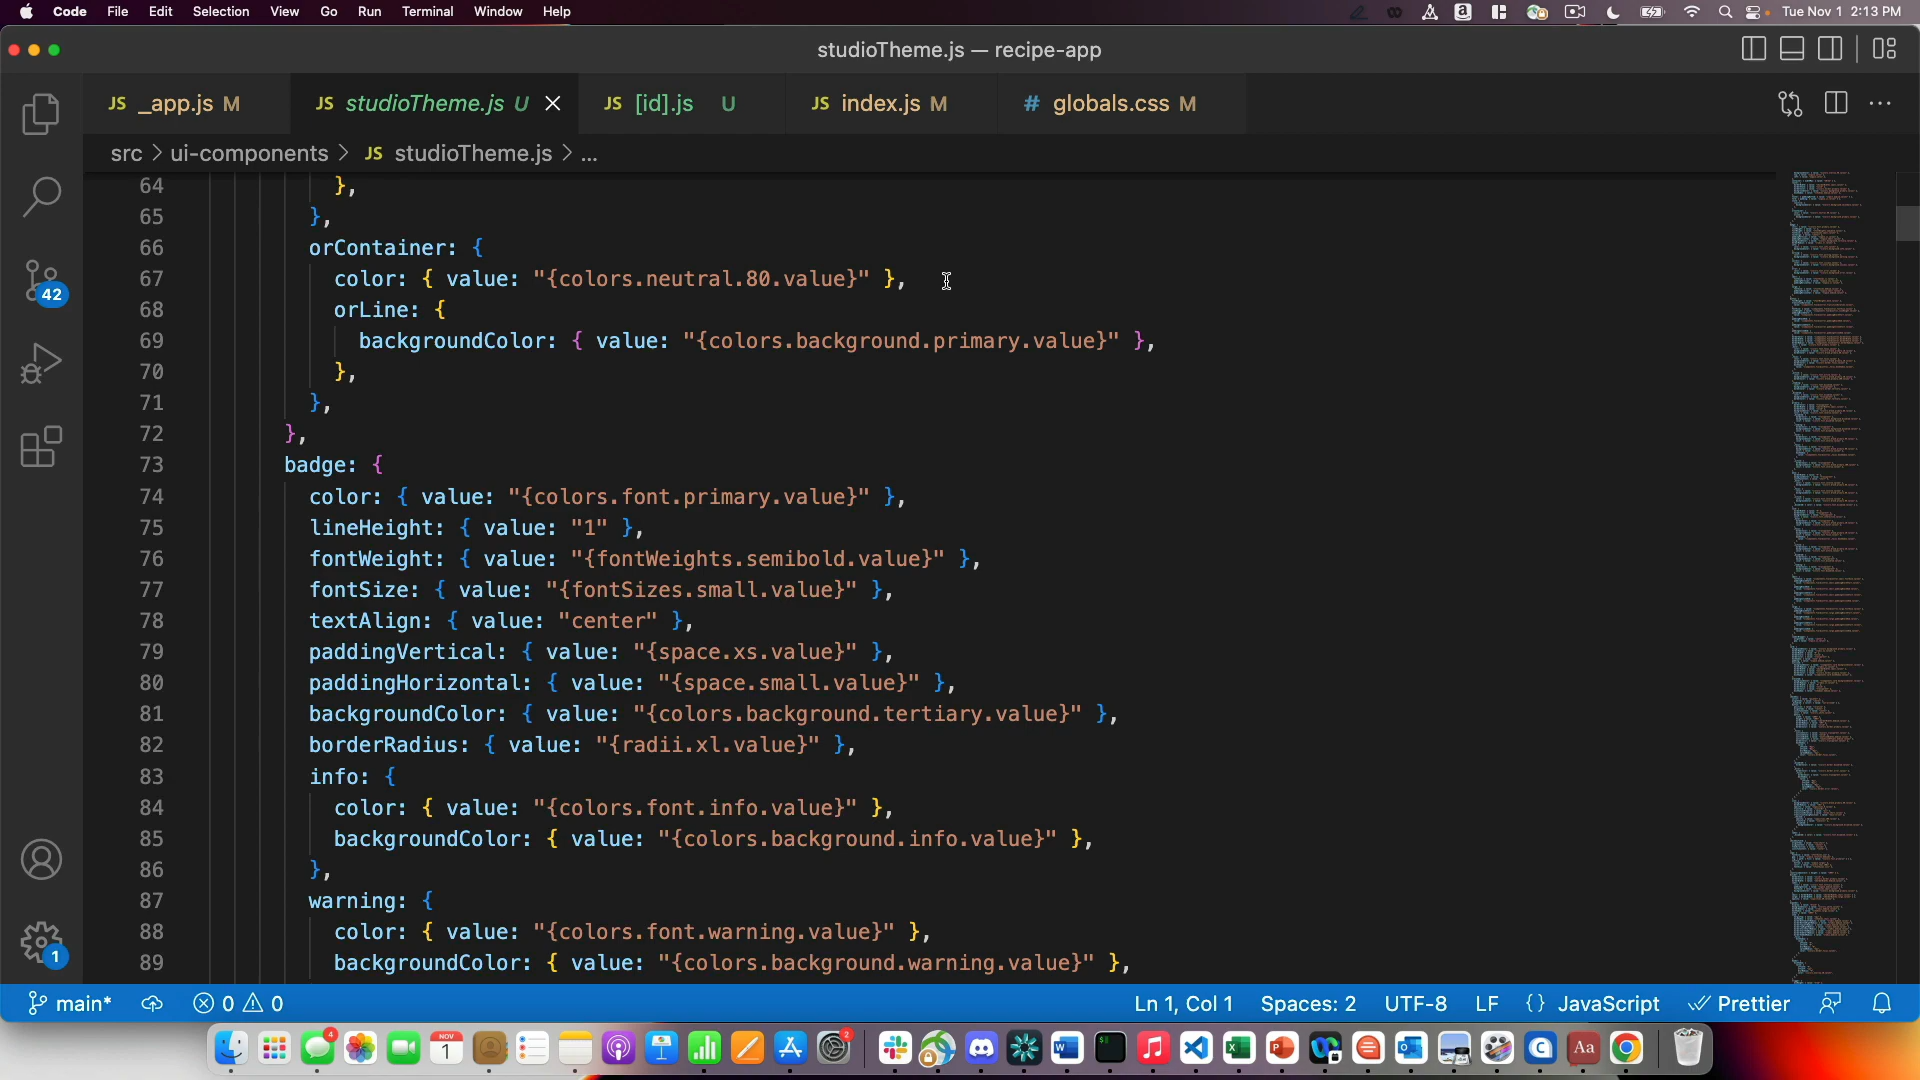 Code File Edit Selection View Go Run Terminal Window Help Tue Nov 1 2:13 PM
studioTheme.js — recipe-app
JS _app.js M JS studioTheme.js U JS [id].js U JS index.js M # globals.css M
src > ui-components > JS studioTheme.js > ...
64 },
65 },
66 orContainer: {
67 color: { value: "{colors.neutral.80.value}" },
68 orLine: {
69 backgroundColor: { value: "{colors.background.primary.value}" },
70 },
71 },
72 },
73 badge: {
74 color: { value: "{colors.font.primary.value}" },
75 lineHeight: { value: "1" },
76 fontWeight: { value: "{fontWeights.semibold.value}" },
77 fontSize: { value: "{fontSizes.small.value}" },
78 textAlign: { value: "center" },
79 paddingVertical: { value: "{space.xs.value}" },
80 paddingHorizontal: { value: "{space.small.value}" },
81 backgroundColor: { value: "{colors.background.tertiary.value}" },
82 borderRadius: { value: "{radii.xl.value}" },
83 info: {
84 color: { value: "{colors.font.info.value}" },
85 backgroundColor: { value: "{colors.background.info.value}" },
86 },
87 warning: {
88 color: { value: "{colors.font.warning.value}" },
89 backgroundColor: { value: "{colors.background.warning.value}" },
42
1
main* 0 0 Ln 1, Col 1 Spaces: 2 UTF-8 LF {} JavaScript Prettier
4
NOV
1
2
Aa